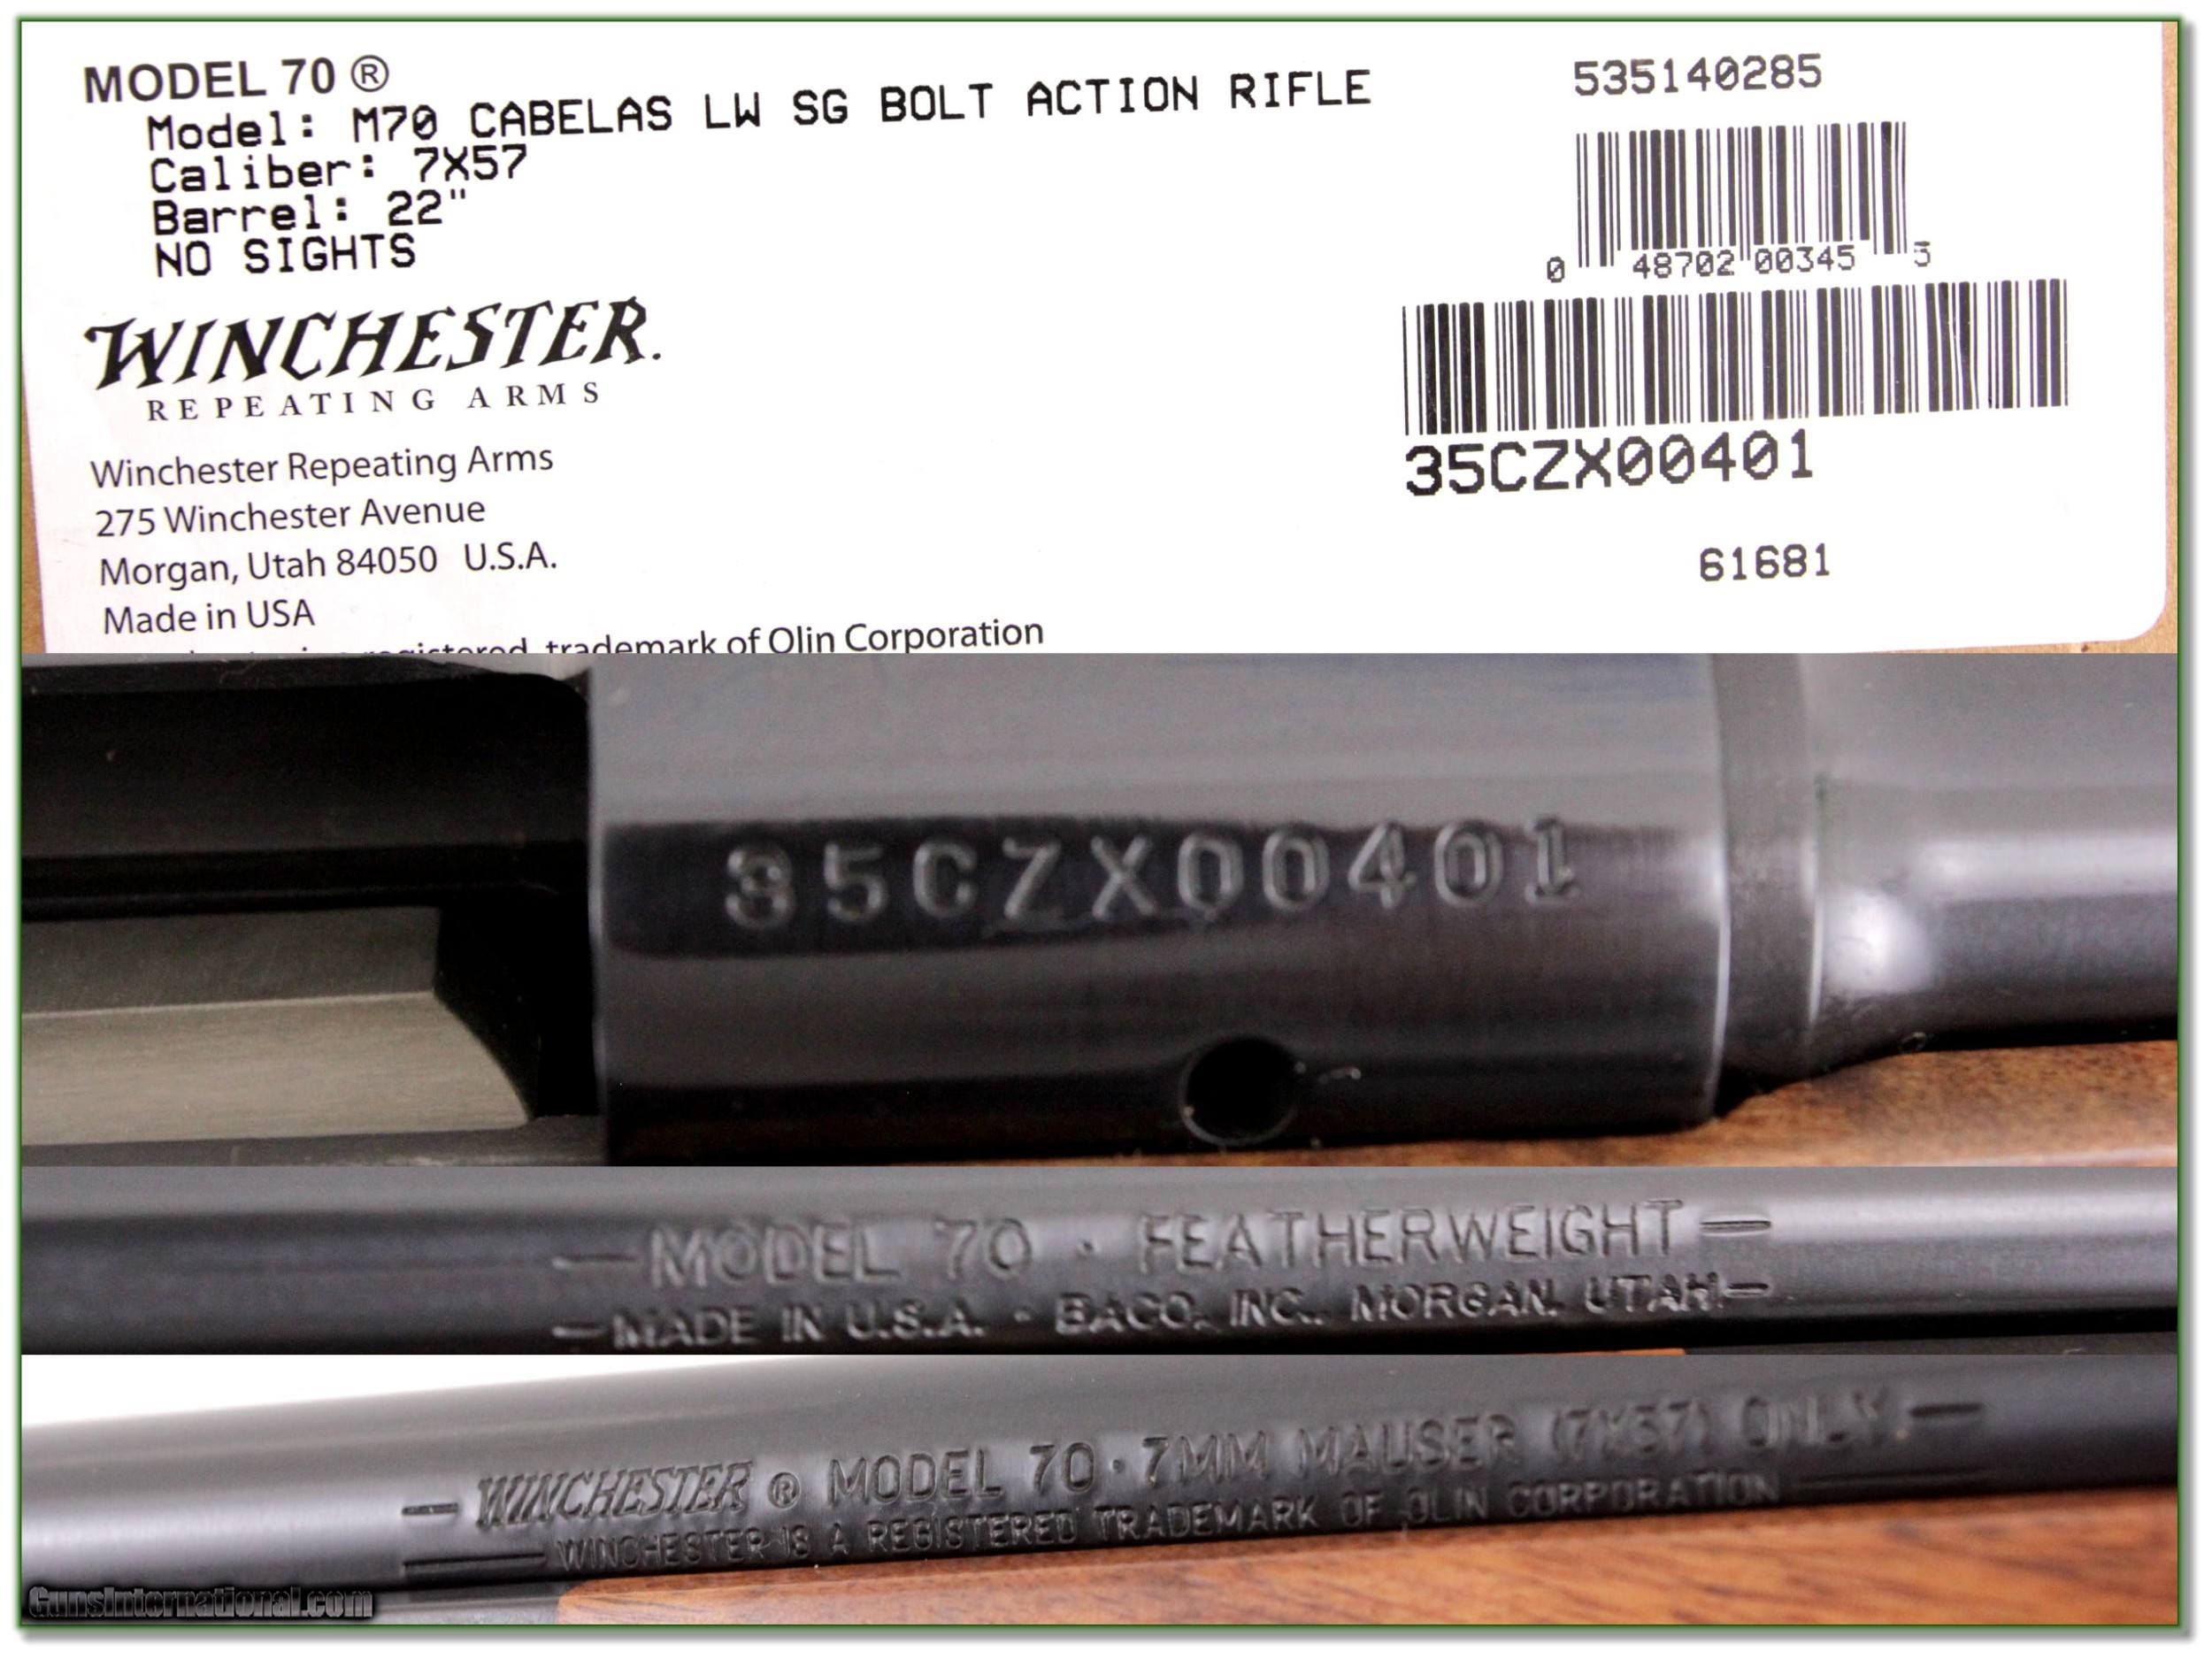 MODEL 70 ®
535140285
Model: M70 CABELAS LW SG BOLT ACTION RIFLE
Caliber: 7X57
Barrel: 22"
NO SIGHTS
0 48702 00345 3
WINCHESTER.
REPEATING ARMS
35CZX00401
Winchester Repeating Arms
275 Winchester Avenue
Morgan, Utah 84050 U.S.A.
61681
Made in USA
registered trademark of Olin Corporation
35CZX00401
—MODEL 70 · FEATHERWEIGHT—
—MADE IN U.S.A. · BACO, INC., MORGAN, UTAH—
— WINCHESTER ® MODEL 70 · 7MM MAUSER (7X57) ONLY. —
— WINCHESTER IS A REGISTERED TRADEMARK OF OLIN CORPORATION —
GunsInternational.com